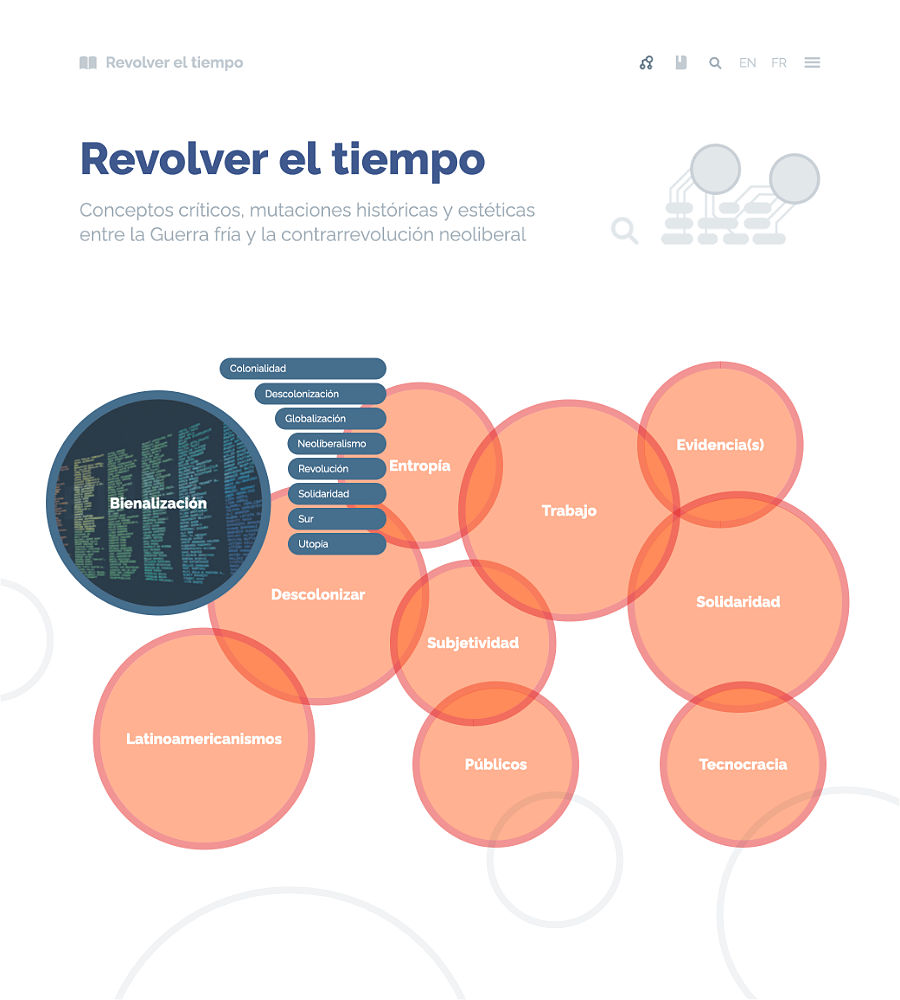 Revolver el tiempo
EN FR
Revolver el tiempo
Conceptos críticos, mutaciones históricas y estéticas
entre la Guerra fría y la contrarrevolución neoliberal
Colonialidad
Descolonización
Globalización
Neoliberalismo
Revolución
Solidaridad
Sur
Utopía
Bienalización
Entropía
Trabajo
Evidencia(s)
Descolonizar
Subjetividad
Solidaridad
Latinoamericanismos
Públicos
Tecnocracia